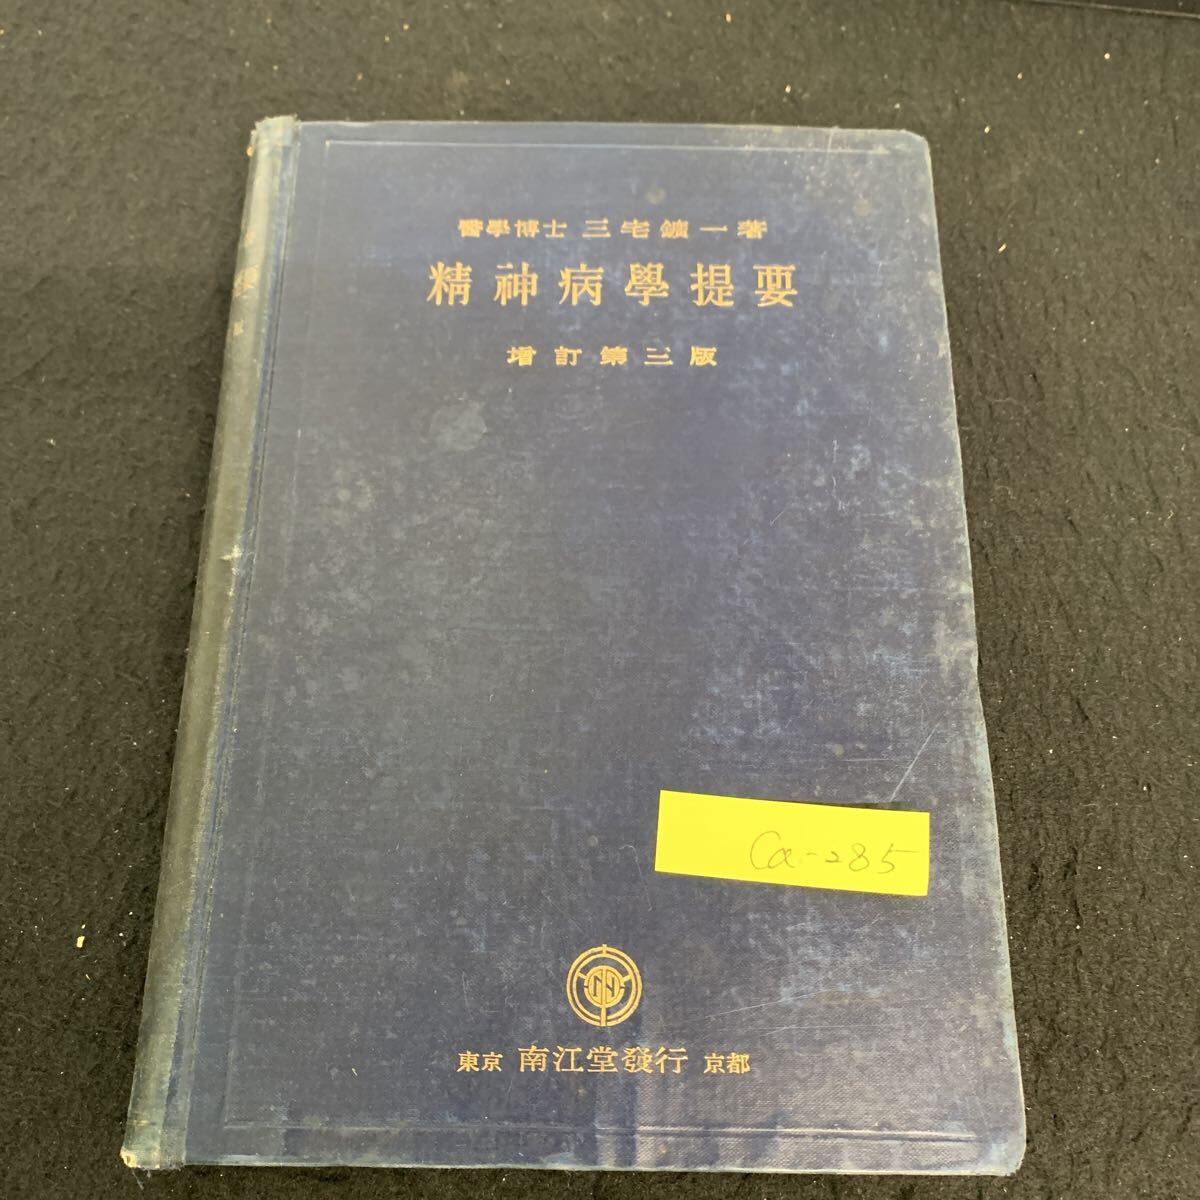 醫學博士 三宅鑛一著
精神病學提要
增訂第三版
Ca-285
東京 南江堂發行 京都